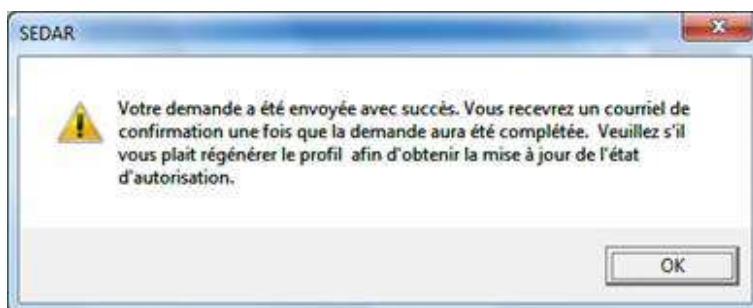 SEDAR
Votre demande a été envoyée avec succès. Vous recevrez un courriel de
confirmation une fois que la demande aura été complétée.  Veuillez s'il
vous plait régénérer le profil  afin d'obtenir la mise à jour de l'état
d'autorisation.
OK